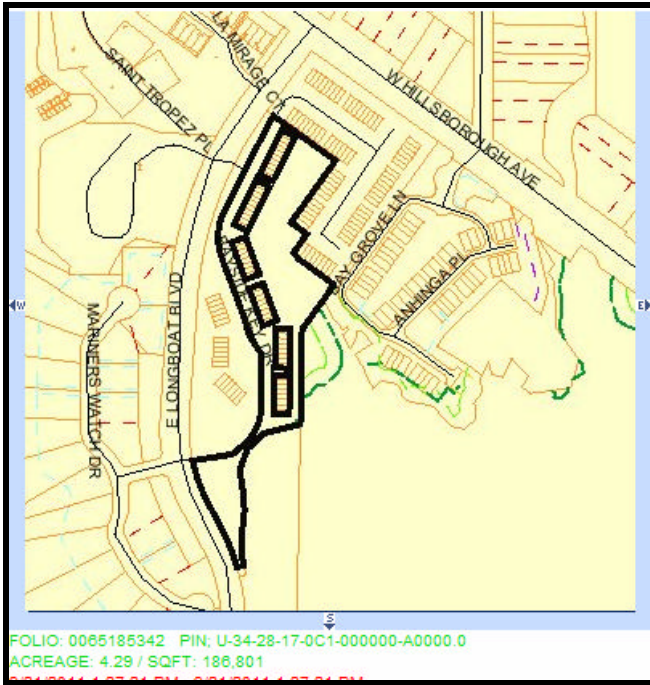 LA MIRAGE CT
SAINT TROPEZ PL
W HILLSBOROUGH AVE
AY GROVE LN
ANHINGA PL
W
E
E LONGBOAT BLVD
MARINERS WATCH DR
S
FOLIO: 0065185342 PIN: U-34-28-17-0C1-000000-A0000.0
ACREAGE: 4.29 / SQFT: 186,801